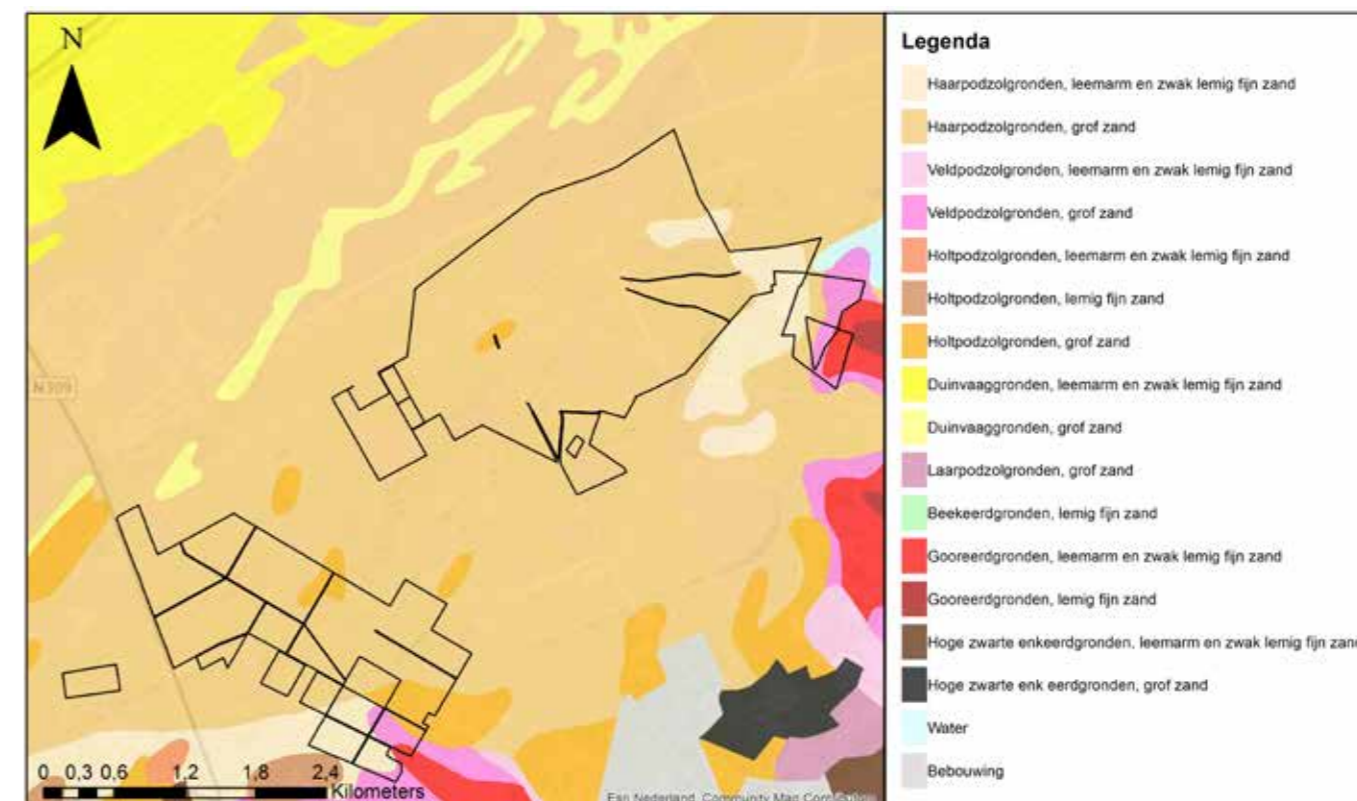 N
N309
0 0,3 0,6 1,2 1,8 2,4
Kilometers
Esri Nederland, Community Map Contributors
Legenda
Haarpodzolgronden, leemarm en zwak lemig fijn zand
Haarpodzolgronden, grof zand
Veldpodzolgronden, leemarm en zwak lemig fijn zand
Veldpodzolgronden, grof zand
Holtpodzolgronden, leemarm en zwak lemig fijn zand
Holtpodzolgronden, lemig fijn zand
Holtpodzolgronden, grof zand
Duinvaaggronden, leemarm en zwak lemig fijn zand
Duinvaaggronden, grof zand
Laarpodzolgronden, grof zand
Beekeerdgronden, lemig fijn zand
Gooreerdgronden, leemarm en zwak lemig fijn zand
Gooreerdgronden, lemig fijn zand
Hoge zwarte enkeerdgronden, leemarm en zwak lemig fijn zand
Hoge zwarte enk eerdgronden, grof zand
Water
Bebouwing